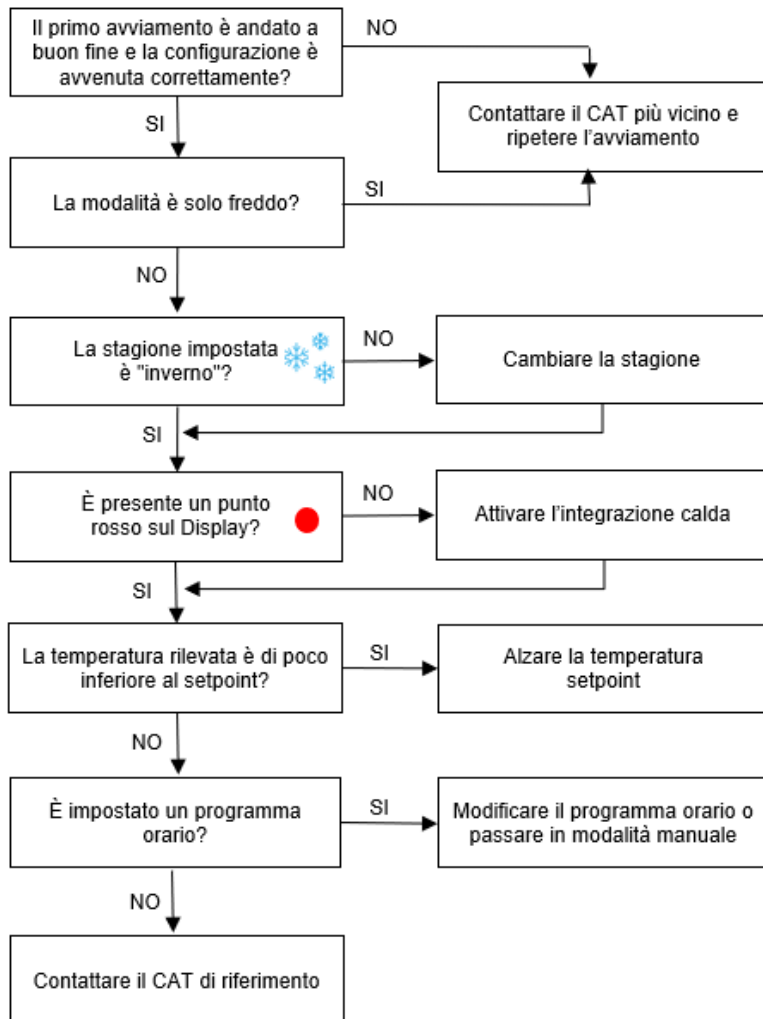 Il primo avviamento è andato a
buon fine e la configurazione è
avvenuta correttamente?
NO
Contattare il CAT più vicino e
ripetere l'avviamento
SI
La modalità è solo freddo?
SI
NO
La stagione impostata
è "inverno"?
NO
Cambiare la stagione
SI
È presente un punto
rosso sul Display?
NO
Attivare l'integrazione calda
SI
La temperatura rilevata è di poco
inferiore al setpoint?
SI
Alzare la temperatura
setpoint
NO
È impostato un programma
orario?
SI
Modificare il programma orario o
passare in modalità manuale
NO
Contattare il CAT di riferimento